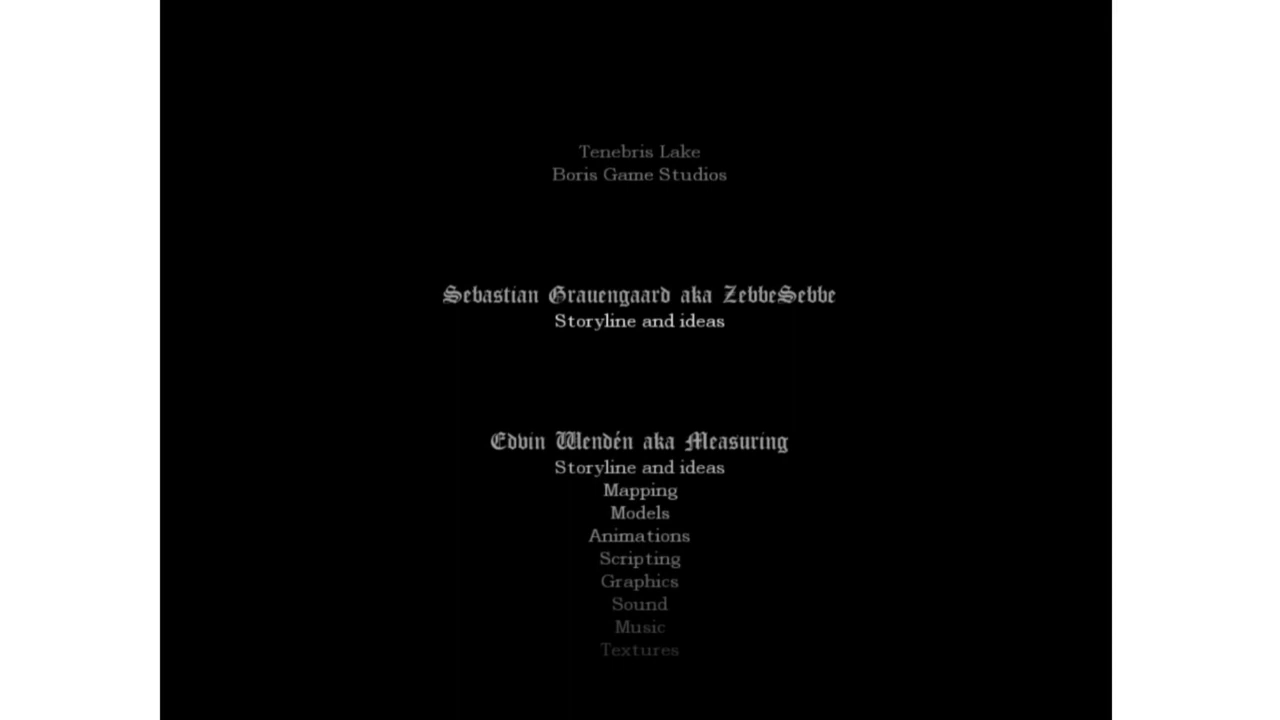 Tenebris Lake
Boris Game Studios
Sebastian Grauengaard aka ZebbeSebbe
Storyline and ideas
Edvin Wendén aka Measuring
Storyline and ideas
Mapping
Models
Animations
Scripting
Graphics
Sound
Music
Textures